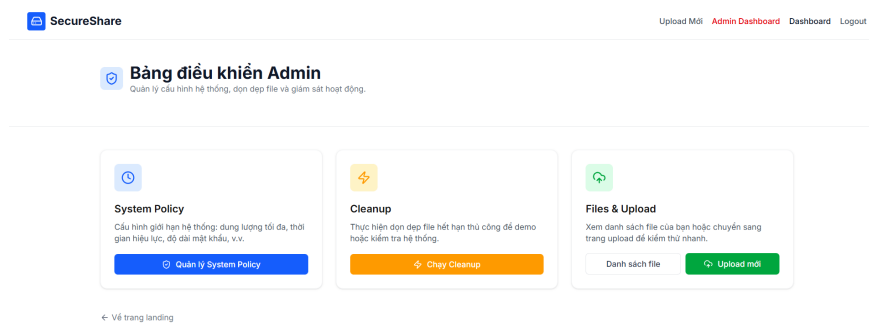 SecureShare
Upload Mới Admin Dashboard Dashboard Logout
Bảng điều khiển Admin
Quản lý cấu hình hệ thống, dọn dẹp file và giám sát hoạt động.
System Policy
Cấu hình giới hạn hệ thống: dung lượng tối đa, thời
gian hiệu lực, độ dài mật khẩu, v.v.
Quản lý System Policy
Cleanup
Thực hiện dọn dẹp file hết hạn thủ công để demo
hoặc kiểm tra hệ thống.
Chạy Cleanup
Files & Upload
Xem danh sách file của bạn hoặc chuyển sang
trang upload để kiểm thử nhanh.
Danh sách file Upload mới
← Về trang landing